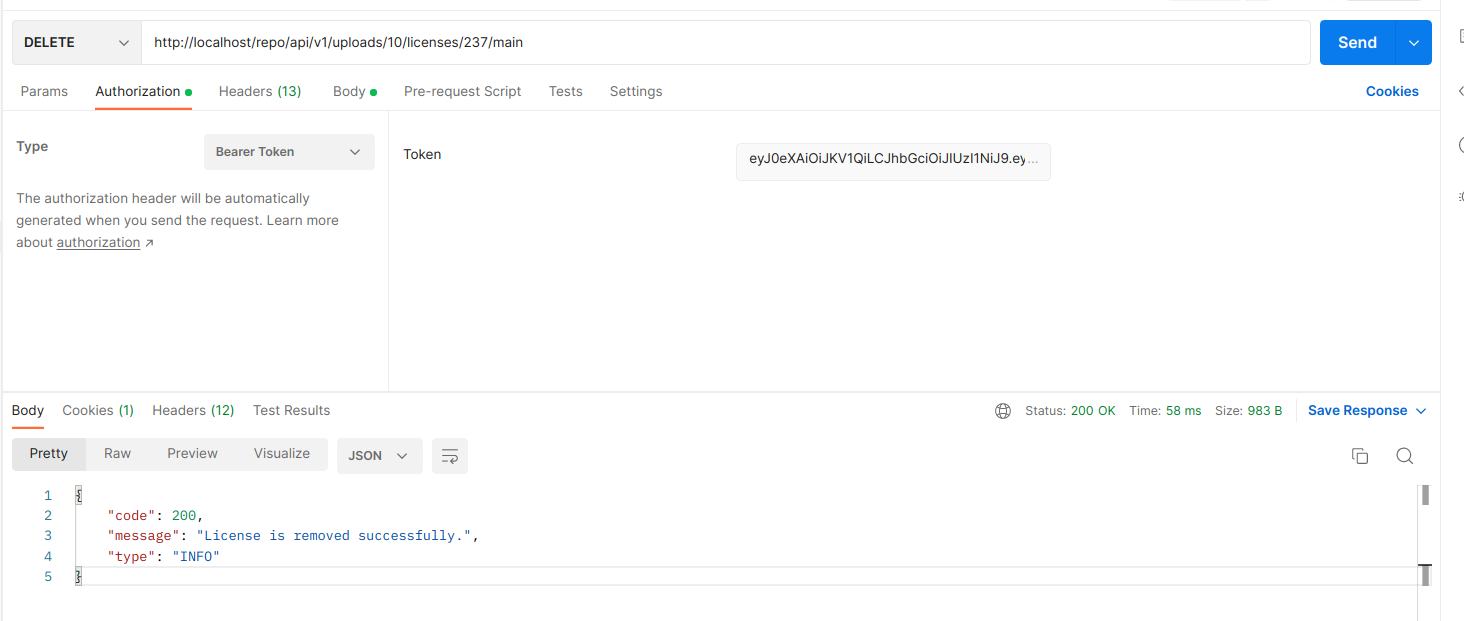 DELETE http://localhost/repo/api/v1/uploads/10/licenses/237/main Send
Params Authorization Headers (13) Body Pre-request Script Tests Settings Cookies
Type Bearer Token Token eyJ0eXAiOiJKV1QiLCJhbGciOiJIUzI1NiJ9.ey...
The authorization header will be automatically
generated when you send the request. Learn more
about authorization ↗
Body Cookies (1) Headers (12) Test Results Status: 200 OK Time: 58 ms Size: 983 B Save Response
Pretty Raw Preview Visualize JSON
1 {
2 "code": 200,
3 "message": "License is removed successfully.",
4 "type": "INFO"
5 }